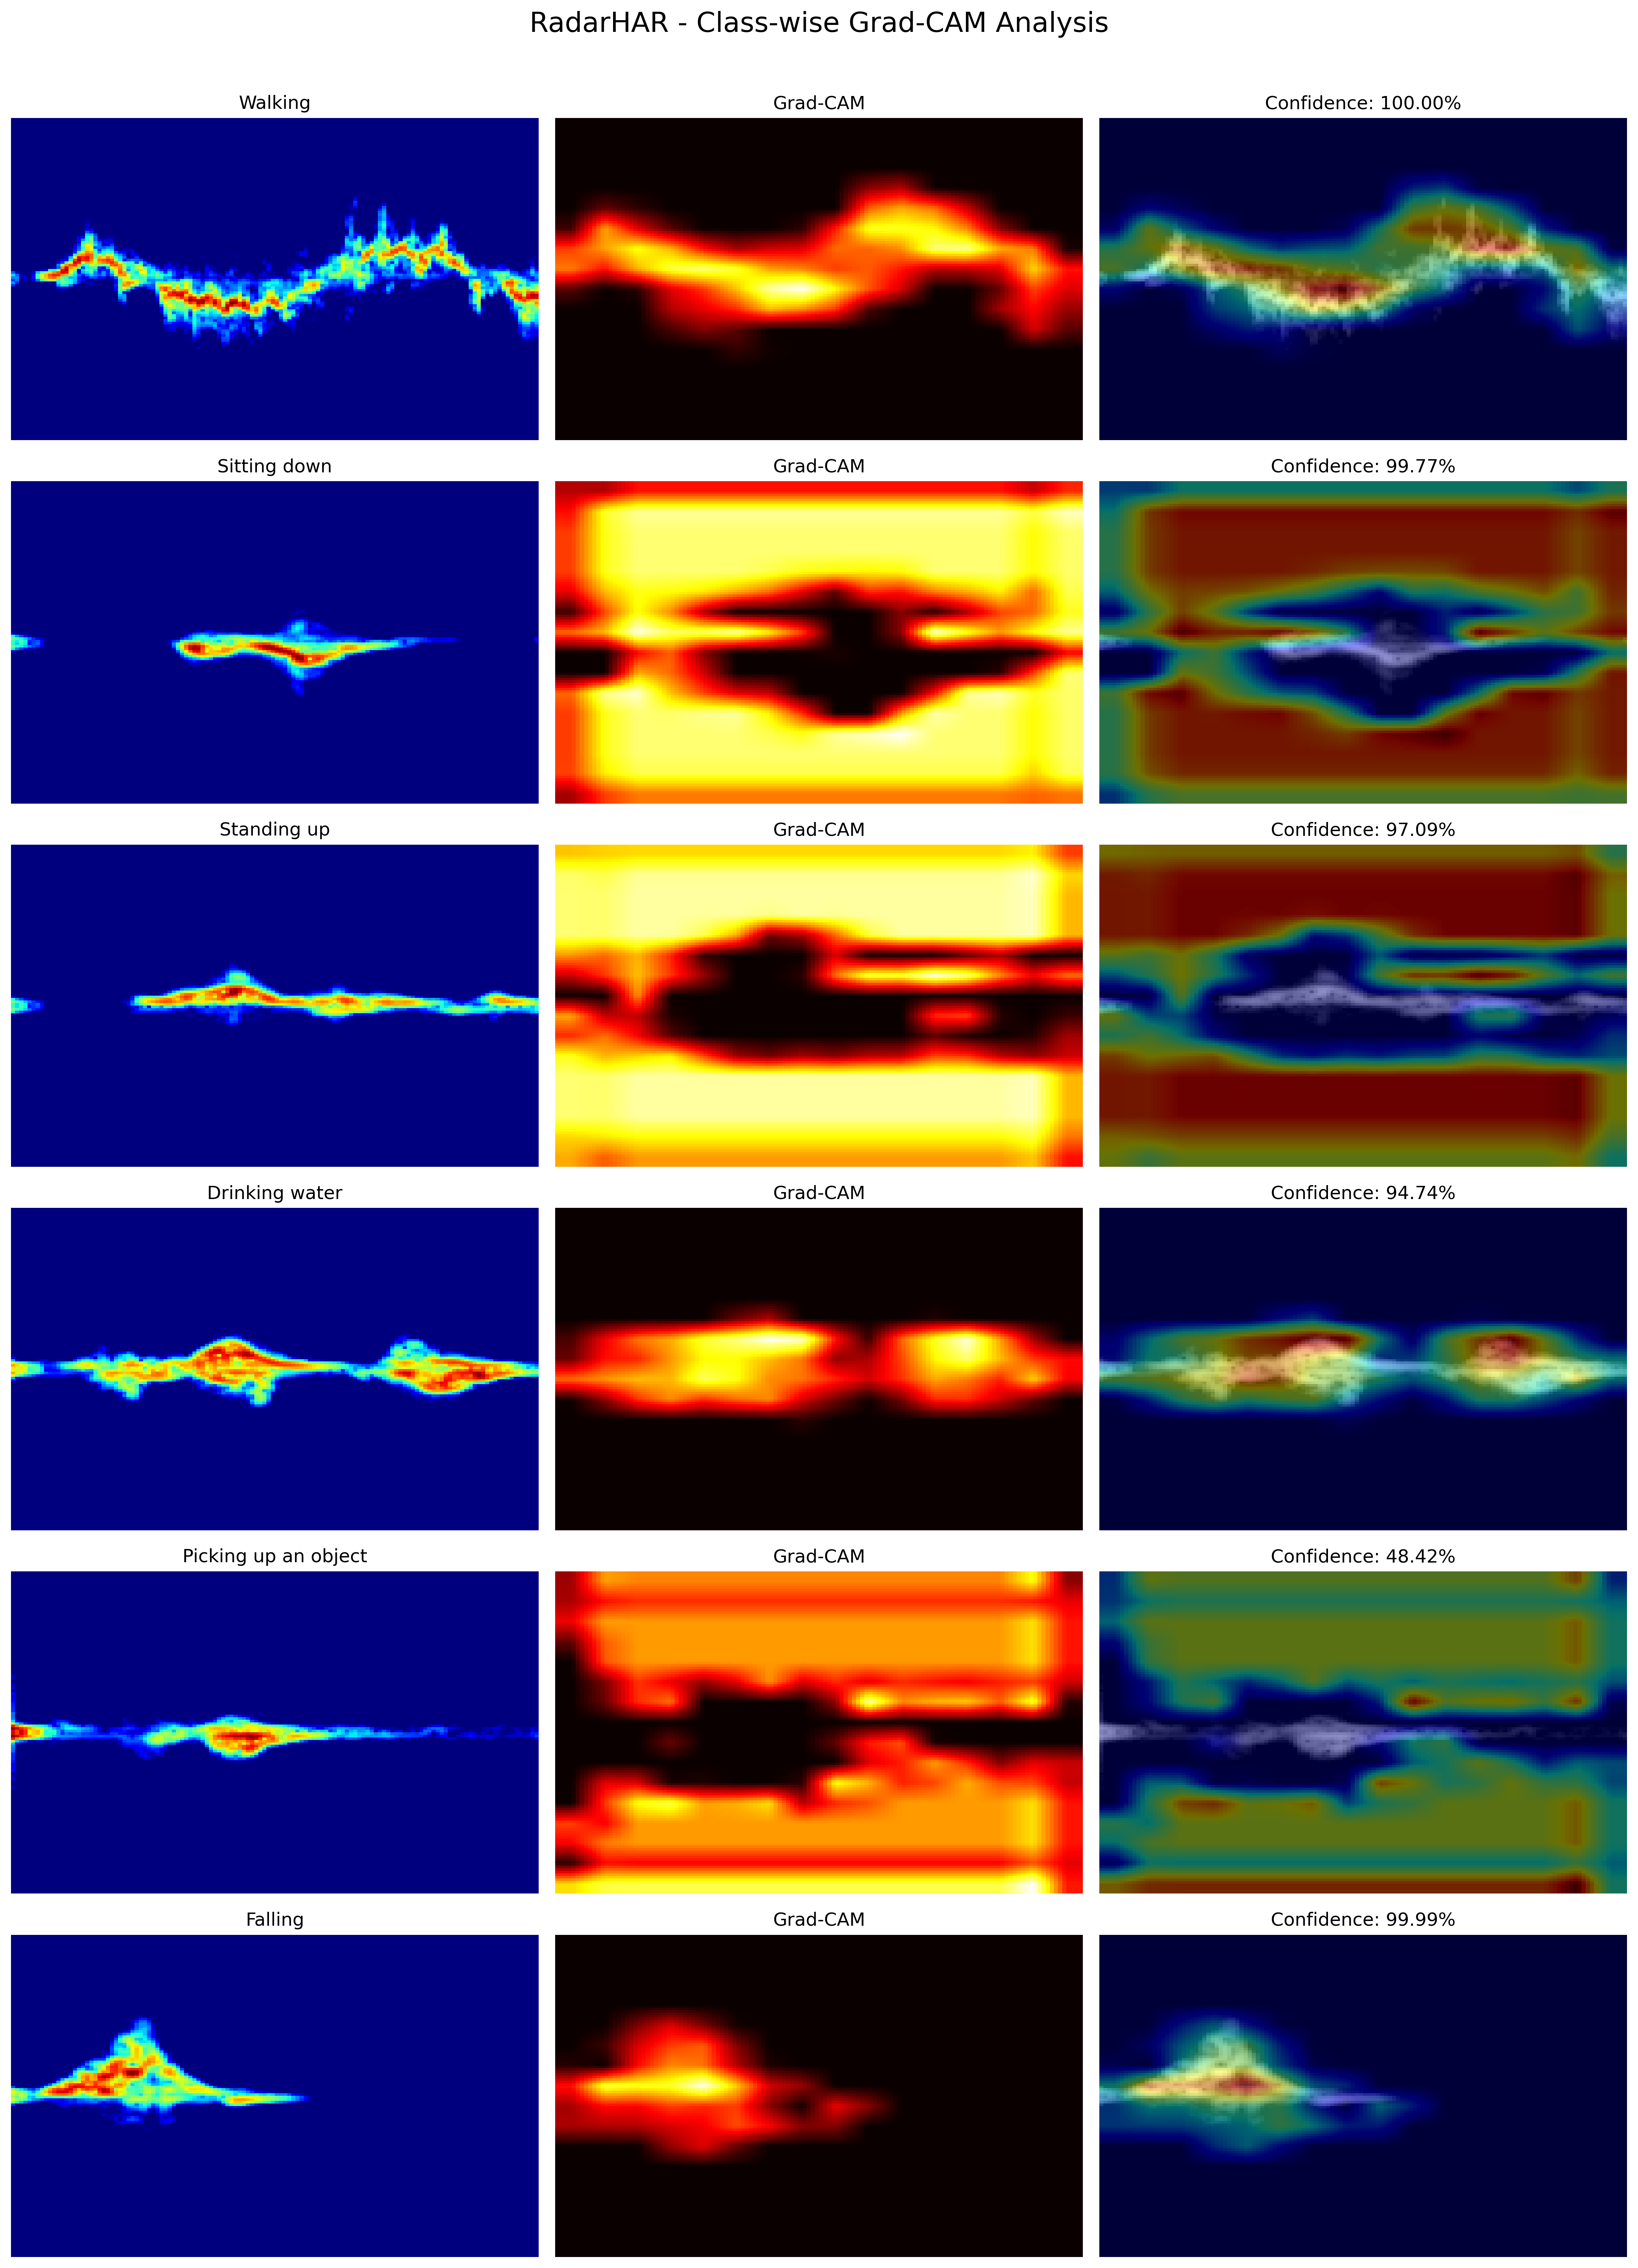 RadarHAR - Class-wise Grad-CAM Analysis
Walking
Grad-CAM
Confidence: 100.00%
Sitting down
Grad-CAM
Confidence: 99.77%
Standing up
Grad-CAM
Confidence: 97.09%
Drinking water
Grad-CAM
Confidence: 94.74%
Picking up an object
Grad-CAM
Confidence: 48.42%
Falling
Grad-CAM
Confidence: 99.99%